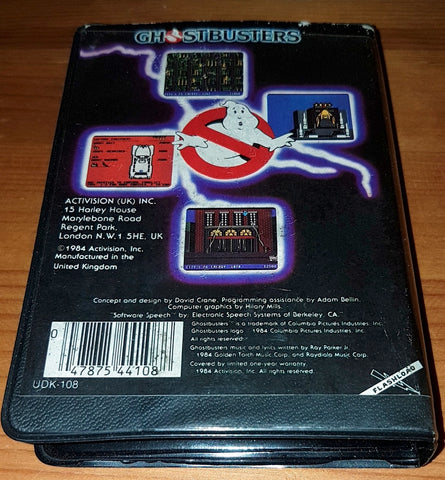 GHOSTBUSTERS
ACTIVISION (UK) INC.
15 Harley House
Marylebone Road
Regent Park,
London N.W.1 5HE, UK
©1984 Activision, Inc.
Manufactured in the
United Kingdom
Concept and design by David Crane. Programming assistance by Adam Bellin.
Computer graphics by Hilary Mills.
"Software Speech" by: Electronic Speech Systems of Berkeley, CA.
Ghostbusters is a trademark of Columbia Pictures Industries, Inc.
Ghostbusters logo 1984 Columbia Pictures Industries, Inc.
All rights reserved.
Ghostbusters music and lyrics written by Ray Parker Jr.
1984 Golden Torch Music Corp. and Raydiola Music Corp.
Covered by limited one-year warranty.
1984 Activision, Inc. All rights reserved.
0 47875 44108
UDK-108
FLASHLOAD